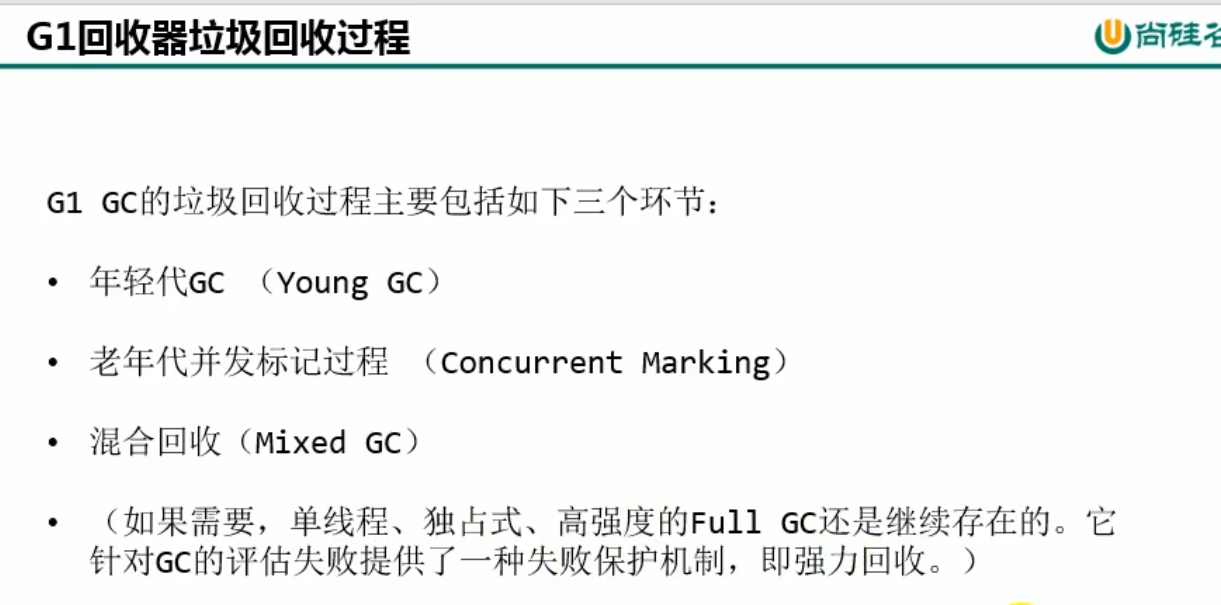 G1回收器垃圾回收过程
尚硅谷
G1 GC的垃圾回收过程主要包括如下三个环节：
• 年轻代GC （Young GC）
• 老年代并发标记过程 （Concurrent Marking）
• 混合回收（Mixed GC）
• （如果需要，单线程、独占式、高强度的Full GC还是继续存在的。它
针对GC的评估失败提供了一种失败保护机制，即强力回收。）